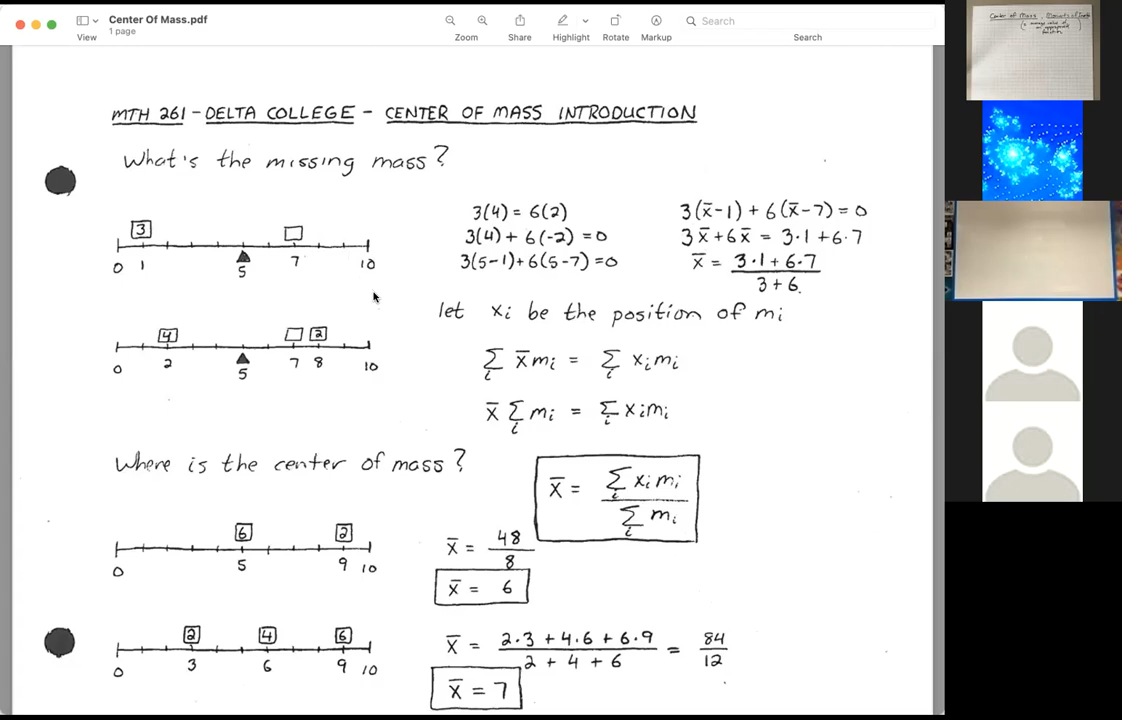 Center Of Mass.pdf
1 page
View
Zoom
Share
Highlight
Rotate
Markup
Search
Search
MTH 261 - DELTA COLLEGE - CENTER OF MASS INTRODUCTION
What's the missing mass?
3
0 1 5 7 10
3(4) = 6(2)
3(4) + 6(-2) = 0
3(5-1) + 6(5-7) = 0
3(x̄-1) + 6(x̄-7) = 0
3x̄ + 6x̄ = 3·1 + 6·7
x̄ = 3·1 + 6·7 / 3 + 6
let xi be the position of mi
4 2
0 2 5 7 8 10
∑i x̄mi = ∑i ximi
x̄ ∑i mi = ∑i ximi
Where is the center of mass?
x̄ = ∑i ximi / ∑i mi
6 2
0 5 9 10
x̄ = 48 / 8
x̄ = 6
2 4 6
0 3 6 9 10
x̄ = 2·3 + 4·6 + 6·9 / 2 + 4 + 6 = 84 / 12
x̄ = 7
Center of Mass, Moments of